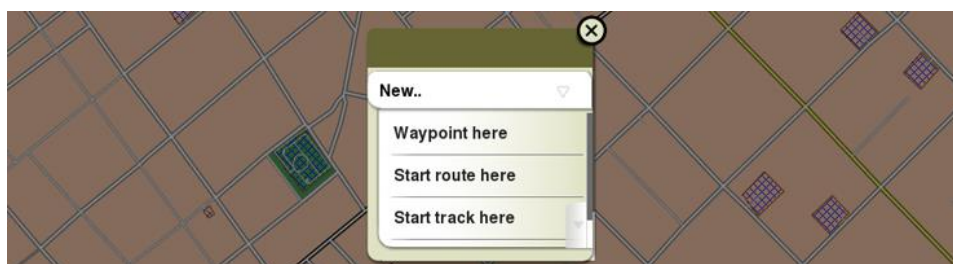 New..
Waypoint here
Start route here
Start track here